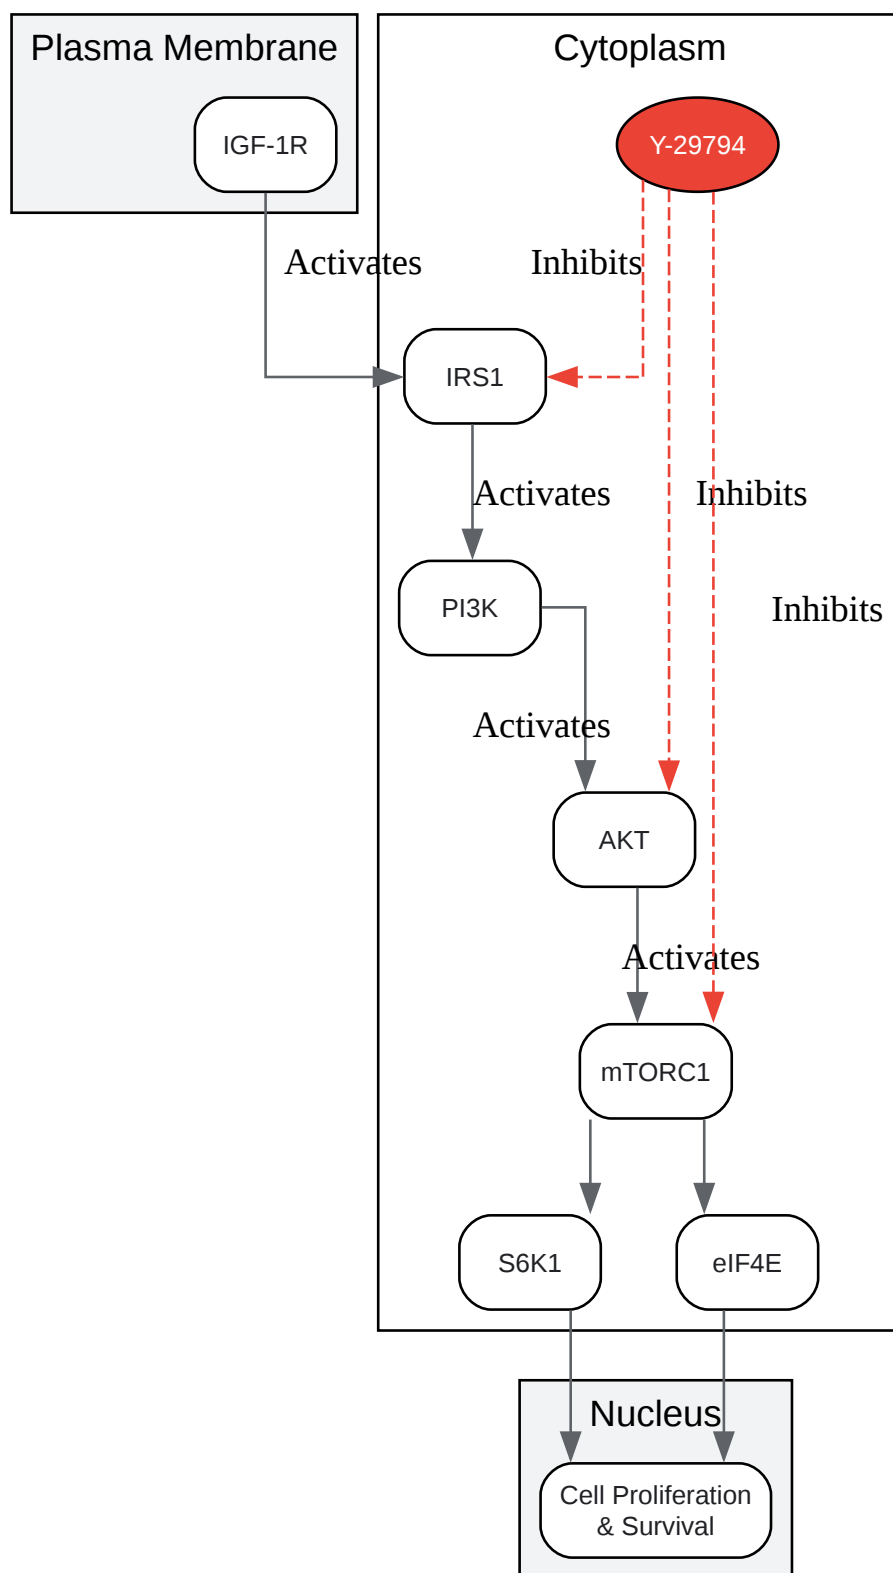 Plasma Membrane
Cytoplasm
IGF-1R
Y-29794
Activates
Inhibits
IRS1
Activates
Inhibits
PI3K
Inhibits
Activates
AKT
Activates
mTORC1
S6K1
eIF4E
Nucleus
Cell Proliferation
& Survival